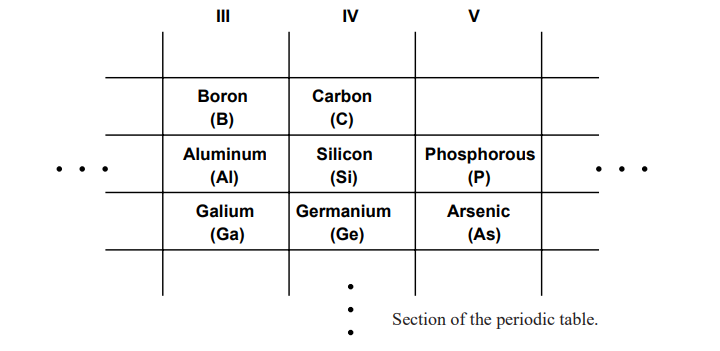 III IV V
Boron Carbon
(B) (C)
Aluminum Silicon Phosphorous
(Al) (Si) (P)
Galium Germanium Arsenic
(Ga) (Ge) (As)
Section of the periodic table.